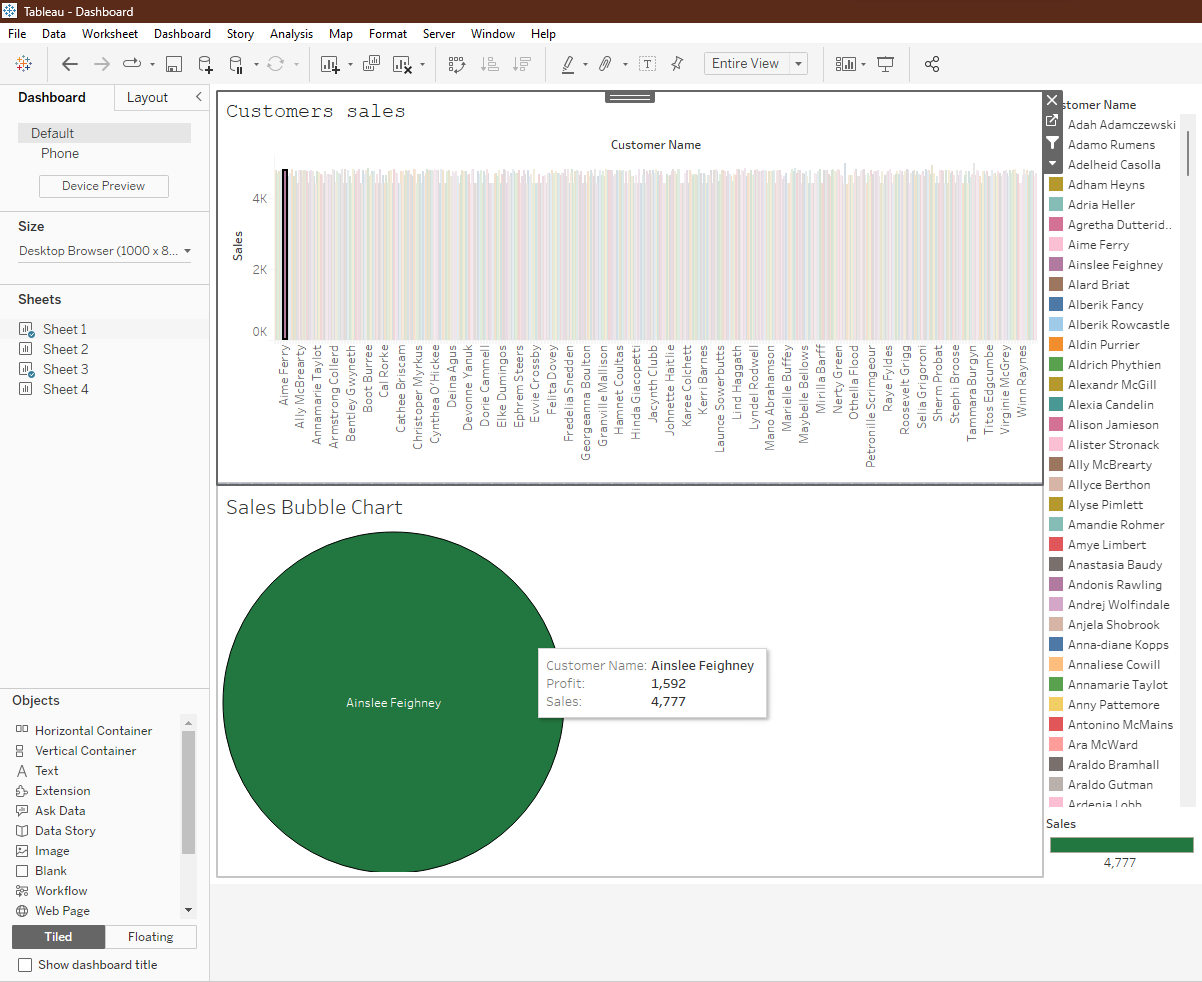 Tableau - Dashboard
File Data Worksheet Dashboard Story Analysis Map Format Server Window Help
Entire View
Dashboard Layout
Default
Phone
Device Preview
Size
Desktop Browser (1000 x 8...
Sheets
Sheet 1
Sheet 2
Sheet 3
Sheet 4
Objects
Horizontal Container
Vertical Container
Text
Extension
Ask Data
Data Story
Image
Blank
Workflow
Web Page
Tiled Floating
Show dashboard title
Customers sales
Customer Name
Sales
4K
2K
0K
Aime Ferry
Ally McBrearty
Annamarie Taylot
Armstrong Collerd
Bentley Gwyneth
Boot Burree
Cal Rorke
Cachee Briscam
Christoper Myrkus
Cynthea O'Hickee
Deina Agus
Devonne Yanuk
Dorie Cammell
Elke Dumingos
Ephrem Steers
Evvie Crossby
Felita Dovey
Fredelia Snedden
Georgeanna Boulton
Granville Mallison
Hamnet Coultas
Hinda Giacopetti
Jacynth Clubb
Johnette Haitlie
Karee Colchett
Kerri Barnes
Launce Sowerbutts
Lind Haggath
Lyndel Rodwell
Mano Abrahamson
Marielle Buffey
Maybelle Bellows
Mirilla Barff
Nerty Green
Othella Flood
Petronille Scrimgeour
Raye Fyldes
Roosevelt Grigg
Selia Grigoroni
Sherm Probat
Stephi Broose
Tammara Burgyn
Titos Edgcumbe
Virginie McGrey
Winn Raynes
Sales Bubble Chart
Ainslee Feighney
Customer Name: Ainslee Feighney
Profit: 1,592
Sales: 4,777
stomer Name
Adah Adamczewski
Adamo Rumens
Adelheid Casolla
Adham Heyns
Adria Heller
Agretha Dutterid..
Aime Ferry
Ainslee Feighney
Alard Briat
Alberik Fancy
Alberik Rowcastle
Aldin Purrier
Aldrich Phythien
Alexandr McGill
Alexia Candelin
Alison Jamieson
Alister Stronack
Ally McBrearty
Allyce Berthon
Alyse Pimlett
Amandie Rohmer
Amye Limbert
Anastasia Baudy
Andonis Rawling
Andrej Wolfindale
Anjela Shobrook
Anna-diane Kopps
Annaliese Cowill
Annamarie Taylot
Anny Pattemore
Antonino McMains
Ara McWard
Araldo Bramhall
Araldo Gutman
Ardenia Lobb
Sales
4,777